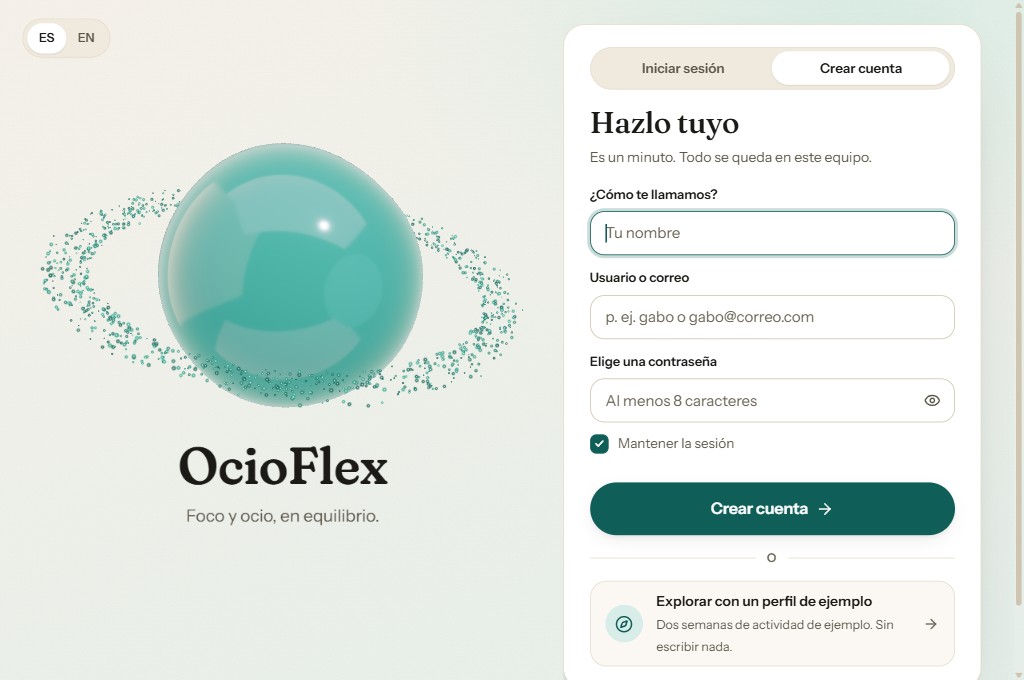 ES EN
OcioFlex
Foco y ocio, en equilibrio.
Iniciar sesión Crear cuenta
Hazlo tuyo
Es un minuto. Todo se queda en este equipo.
¿Cómo te llamamos?
Tu nombre
Usuario o correo
p. ej. gabo o gabo@correo.com
Elige una contraseña
Al menos 8 caracteres
Mantener la sesión
Crear cuenta →
O
Explorar con un perfil de ejemplo
Dos semanas de actividad de ejemplo. Sin
escribir nada.